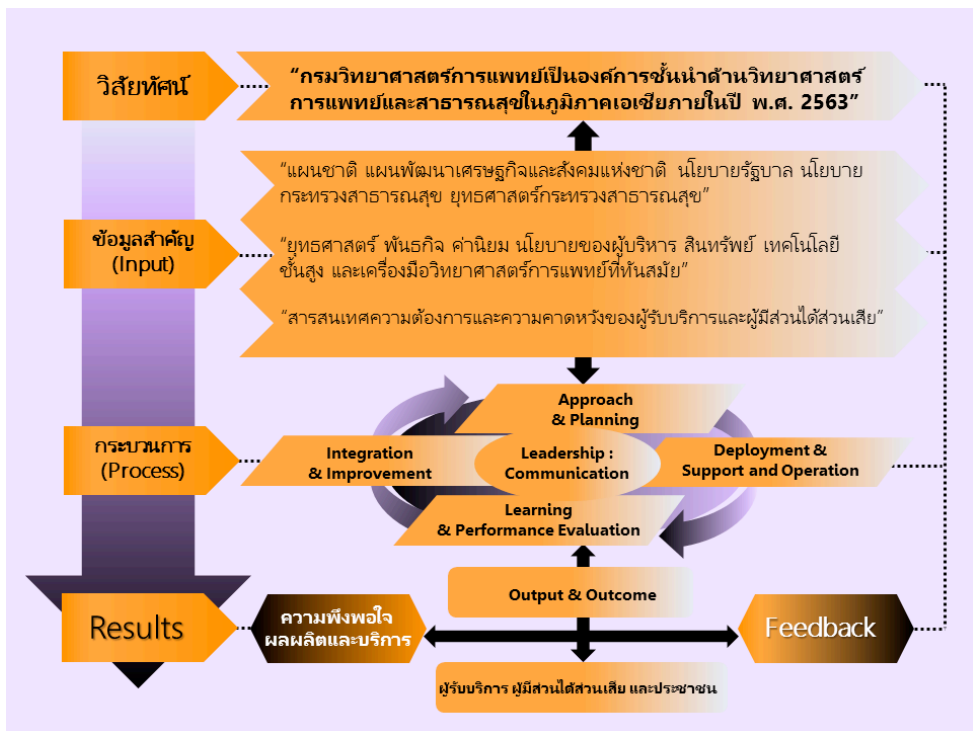 วิสัยทัศน์
“กรมวิทยาศาสตร์การแพทย์เป็นองค์การชั้นนำด้านวิทยาศาสตร์
การแพทย์และสาธารณสุขในภูมิภาคเอเชียภายในปี พ.ศ. 2563”
ข้อมูลสำคัญ
(Input)
“แผนชาติ แผนพัฒนาเศรษฐกิจและสังคมแห่งชาติ นโยบายรัฐบาล นโยบาย
กระทรวงสาธารณสุข ยุทธศาสตร์กระทรวงสาธารณสุข”
“ยุทธศาสตร์ พันธกิจ ค่านิยม นโยบายของผู้บริหาร สินทรัพย์ เทคโนโลยี
ชั้นสูง และเครื่องมือวิทยาศาสตร์การแพทย์ที่ทันสมัย”
“สารสนเทศความต้องการและความคาดหวังของผู้รับบริการและผู้มีส่วนได้ส่วนเสีย”
กระบวนการ
(Process)
Approach
& Planning
Integration
& Improvement
Leadership :
Communication
Deployment &
Support and Operation
Learning
& Performance Evaluation
Output & Outcome
Results
ความพึงพอใจ
ผลผลิตและบริการ
Feedback
ผู้รับบริการ ผู้มีส่วนได้ส่วนเสีย และประชาชน